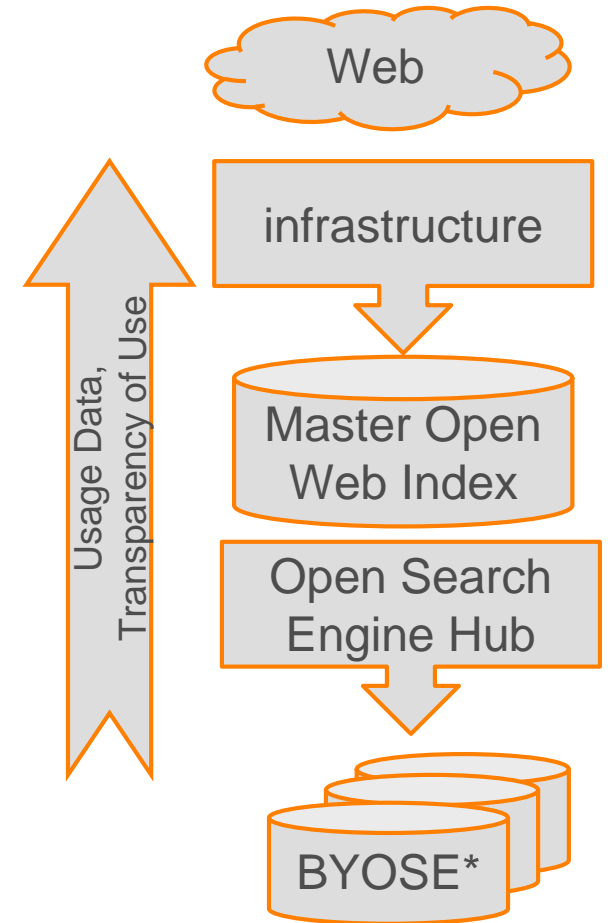 Web
infrastructure
Usage Data,
Transparency of Use
Master Open
Web Index
Open Search
Engine Hub
BYOSE*